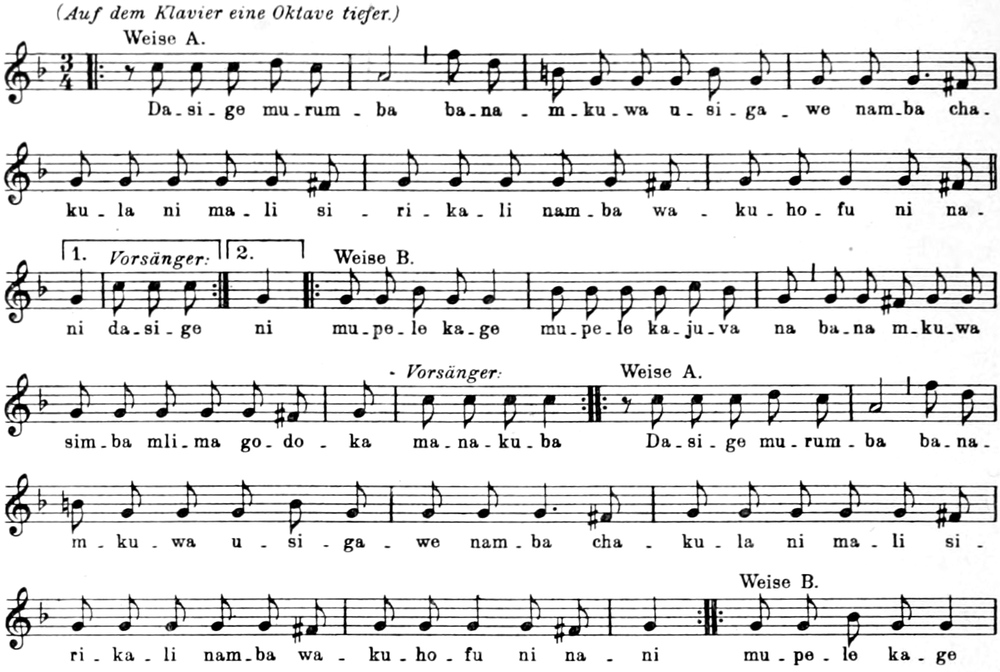 (Auf dem Klavier eine Oktave tiefer.)
Weise A.
Da-si-ge mu-rum-ba ba-na-m-ku-wa u-si-ga-we nam-ba cha-
ku-la ni ma-li si-ri-ka-li nam-ba wa-ku-ho-fu ni na-
1. Vorsänger: 2. Weise B.
ni da-si-ge ni mu-pe-le ka-ge mu-pe-le ka-ju-va na ba-na m-ku-wa
Vorsänger: Weise A.
sim-ba mli-ma go-do-ka ma-na-ku-ba Da-si-ge mu-rum-ba ba-na-
m-ku-wa u-si-ga-we nam-ba cha-ku-la ni ma-li si-
Weise B.
ri-ka-li nam-ba wa-ku-ho-fu ni na-ni mu-pe-le ka-ge